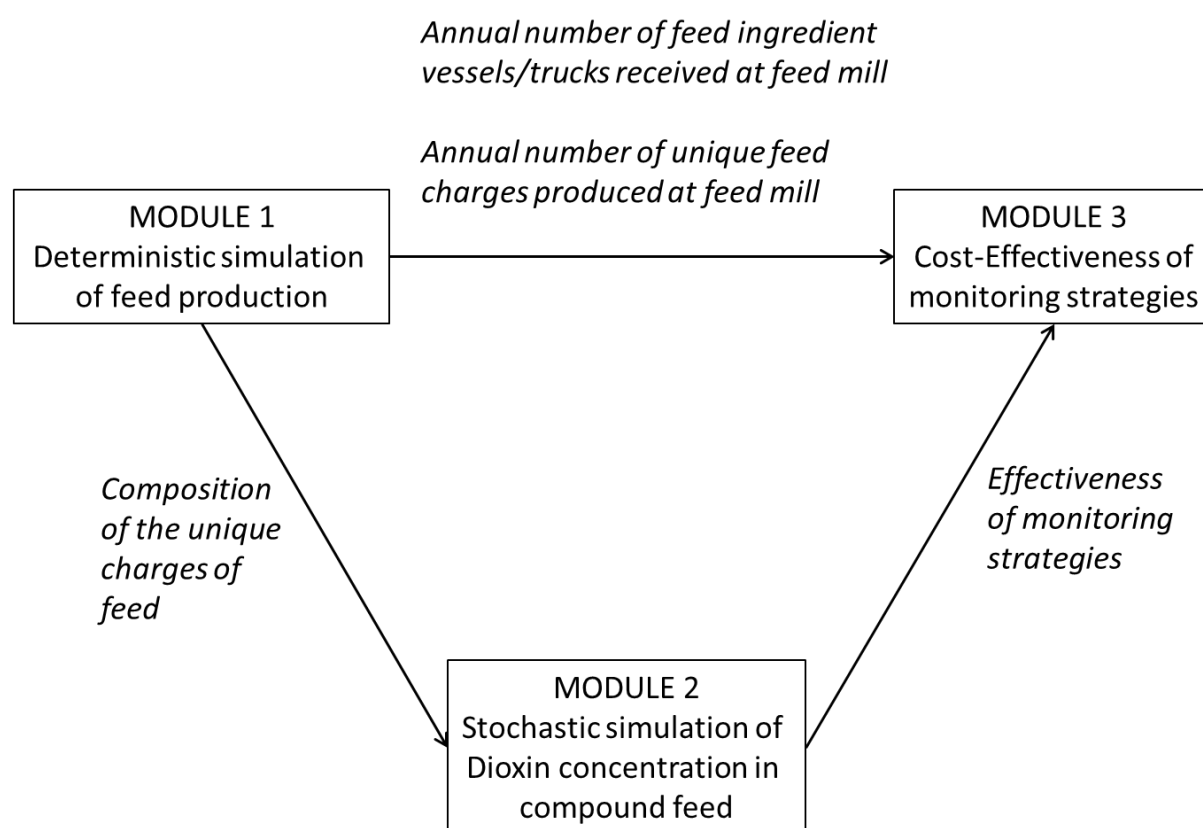 Annual number of feed ingredient
vessels/trucks received at feed mill
Annual number of unique feed
charges produced at feed mill
MODULE 1
Deterministic simulation
of feed production
MODULE 3
Cost-Effectiveness of
monitoring strategies
Composition
of the unique
charges of
feed
Effectiveness
of monitoring
strategies
MODULE 2
Stochastic simulation of
Dioxin concentration in
compound feed